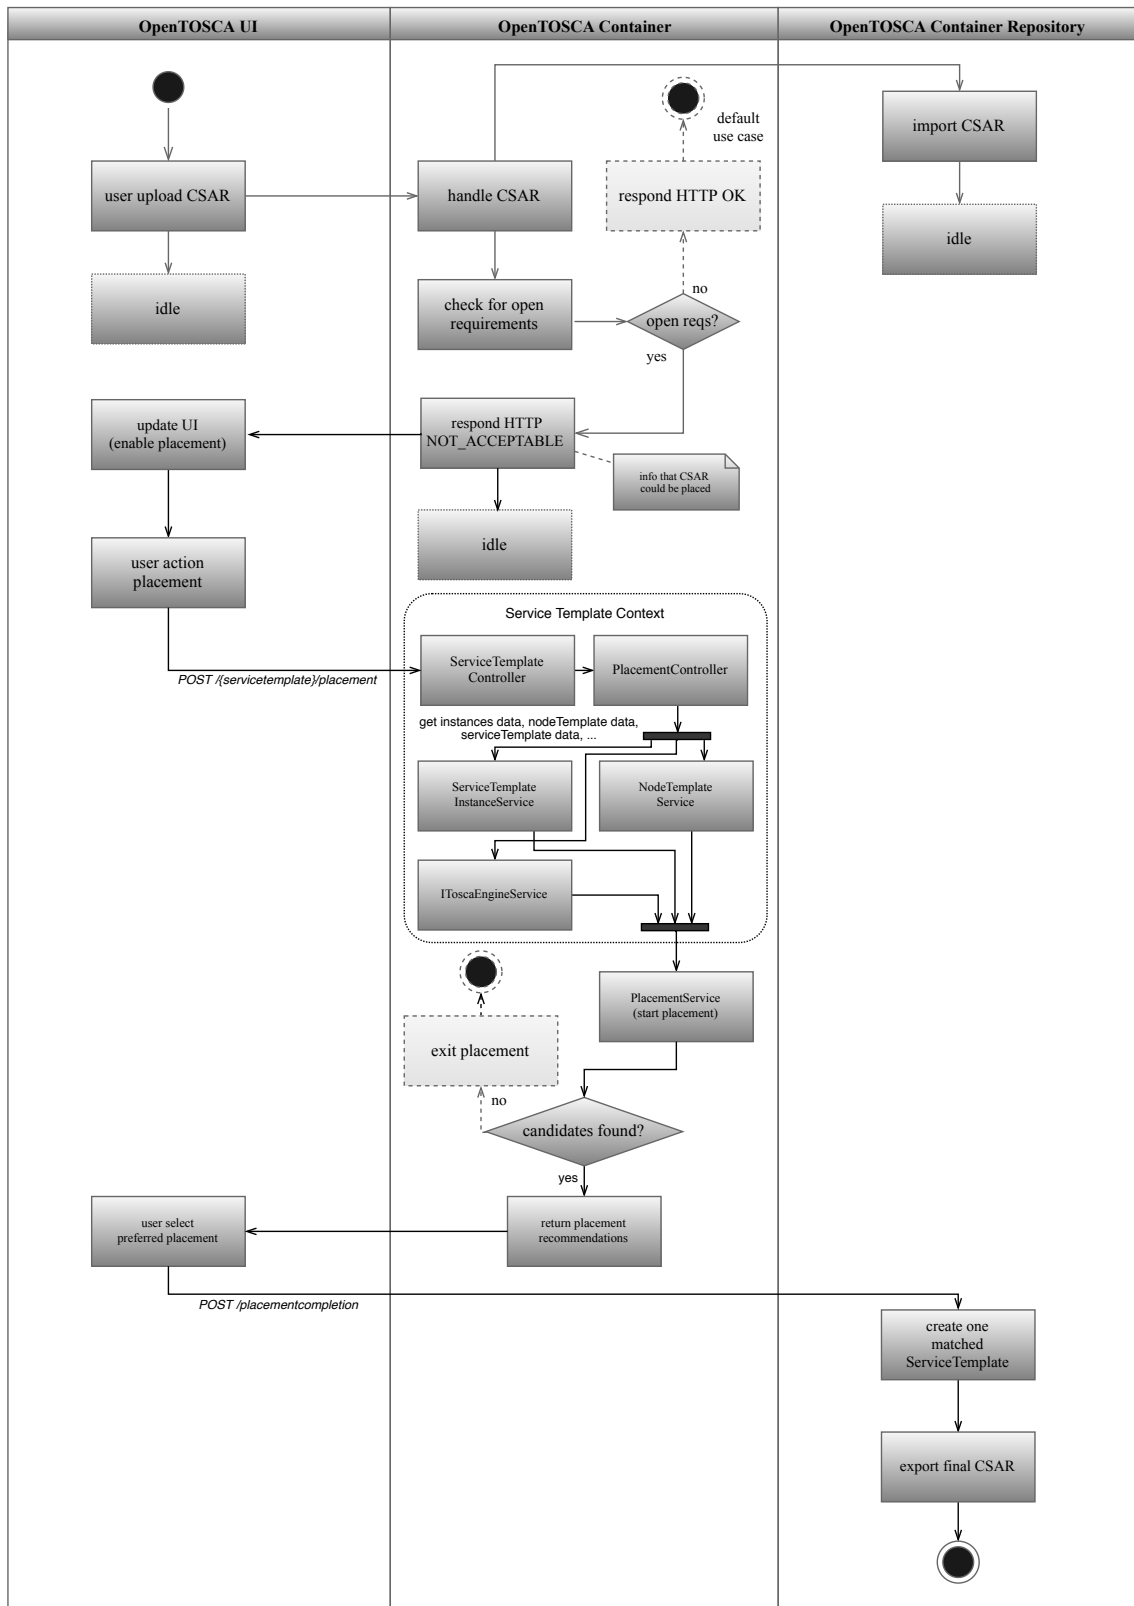 OpenTOSCA UI
OpenTOSCA Container
OpenTOSCA Container Repository
default
use case
import CSAR
user upload CSAR
handle CSAR
respond HTTP OK
idle
idle
check for open
requirements
no
open reqs?
yes
update UI
(enable placement)
respond HTTP
NOT_ACCEPTABLE
info that CSAR
could be placed
idle
user action
placement
Service Template Context
ServiceTemplate
Controller
PlacementController
POST /{servicetemplate}/placement
get instances data, nodeTemplate data,
serviceTemplate data, ...
ServiceTemplate
InstanceService
NodeTemplate
Service
IToscaEngineService
PlacementService
(start placement)
exit placement
no
candidates found?
yes
user select
preferred placement
return placement
recommendations
POST /placementcompletion
create one
matched
ServiceTemplate
export final CSAR